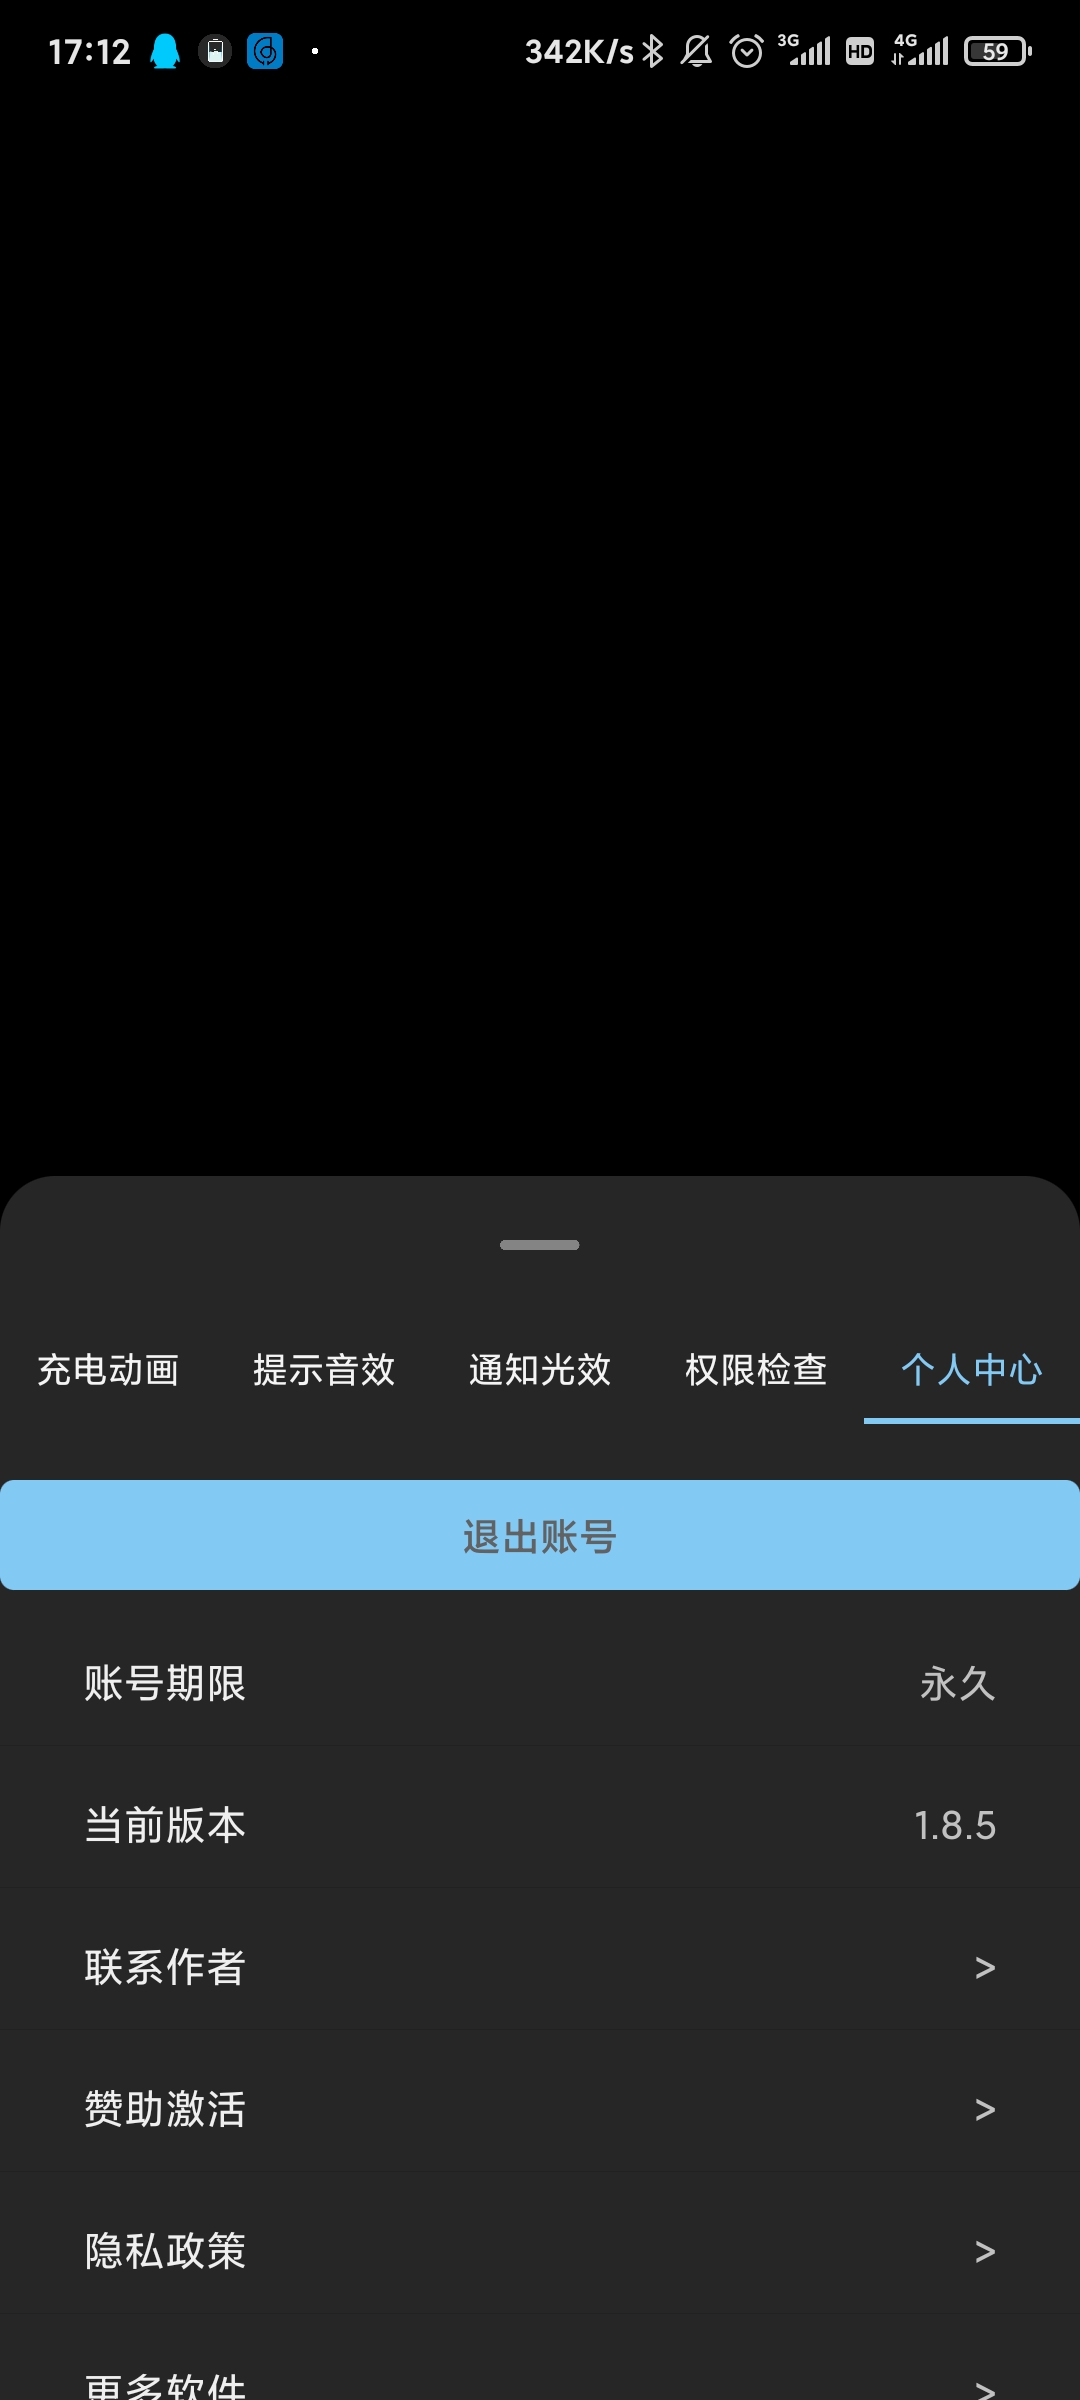 17:12 342K/s 3G HD 4G 59
充电动画 提示音效 通知光效 权限检查 个人中心
退出账号
账号期限 永久
当前版本 1.8.5
联系作者 >
赞助激活 >
隐私政策 >
更多软件 >